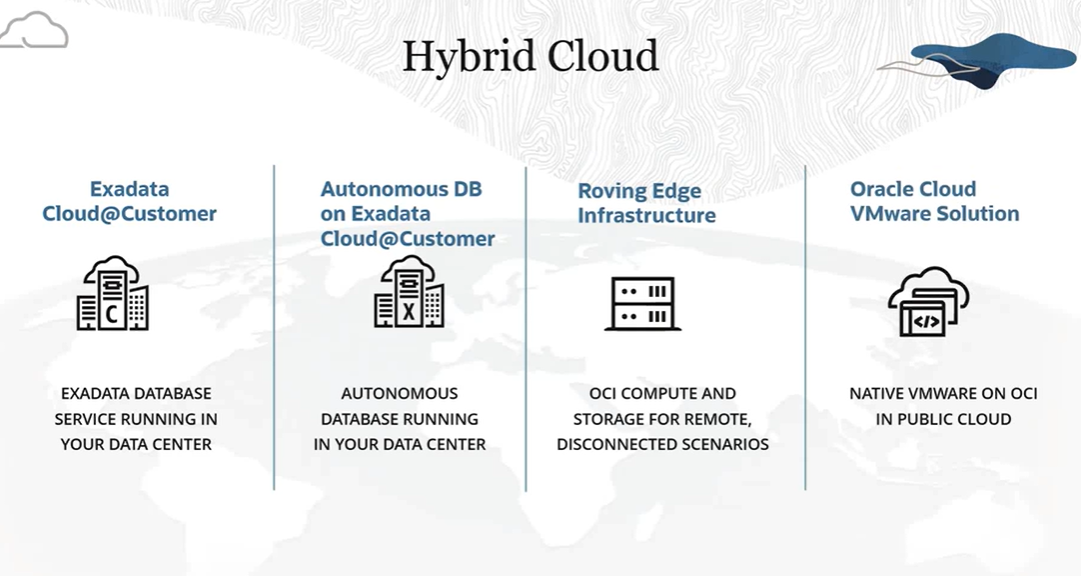 Hybrid Cloud
Exadata
Cloud@Customer
C
EXADATA DATABASE
SERVICE RUNNING IN
YOUR DATA CENTER
Autonomous DB
on Exadata
Cloud@Customer
X
AUTONOMOUS
DATABASE RUNNING
IN YOUR DATA CENTER
Roving Edge
Infrastructure
OCI COMPUTE AND
STORAGE FOR REMOTE,
DISCONNECTED SCENARIOS
Oracle Cloud
VMware Solution
</>
NATIVE VMWARE ON OCI
IN PUBLIC CLOUD